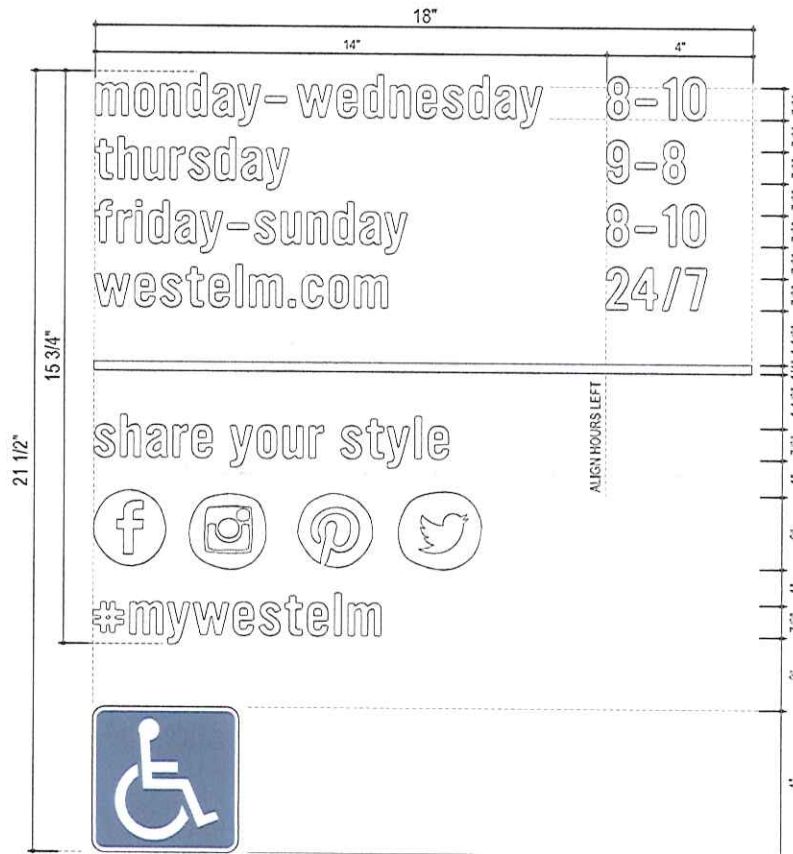 18"
14" 4"
monday–wednesday 8–10
thursday 9–8
friday–sunday 8–10
westelm.com 24/7
15 3/4"
21 1/2"
ALIGN HOURS LEFT
share your style
#mywestelm